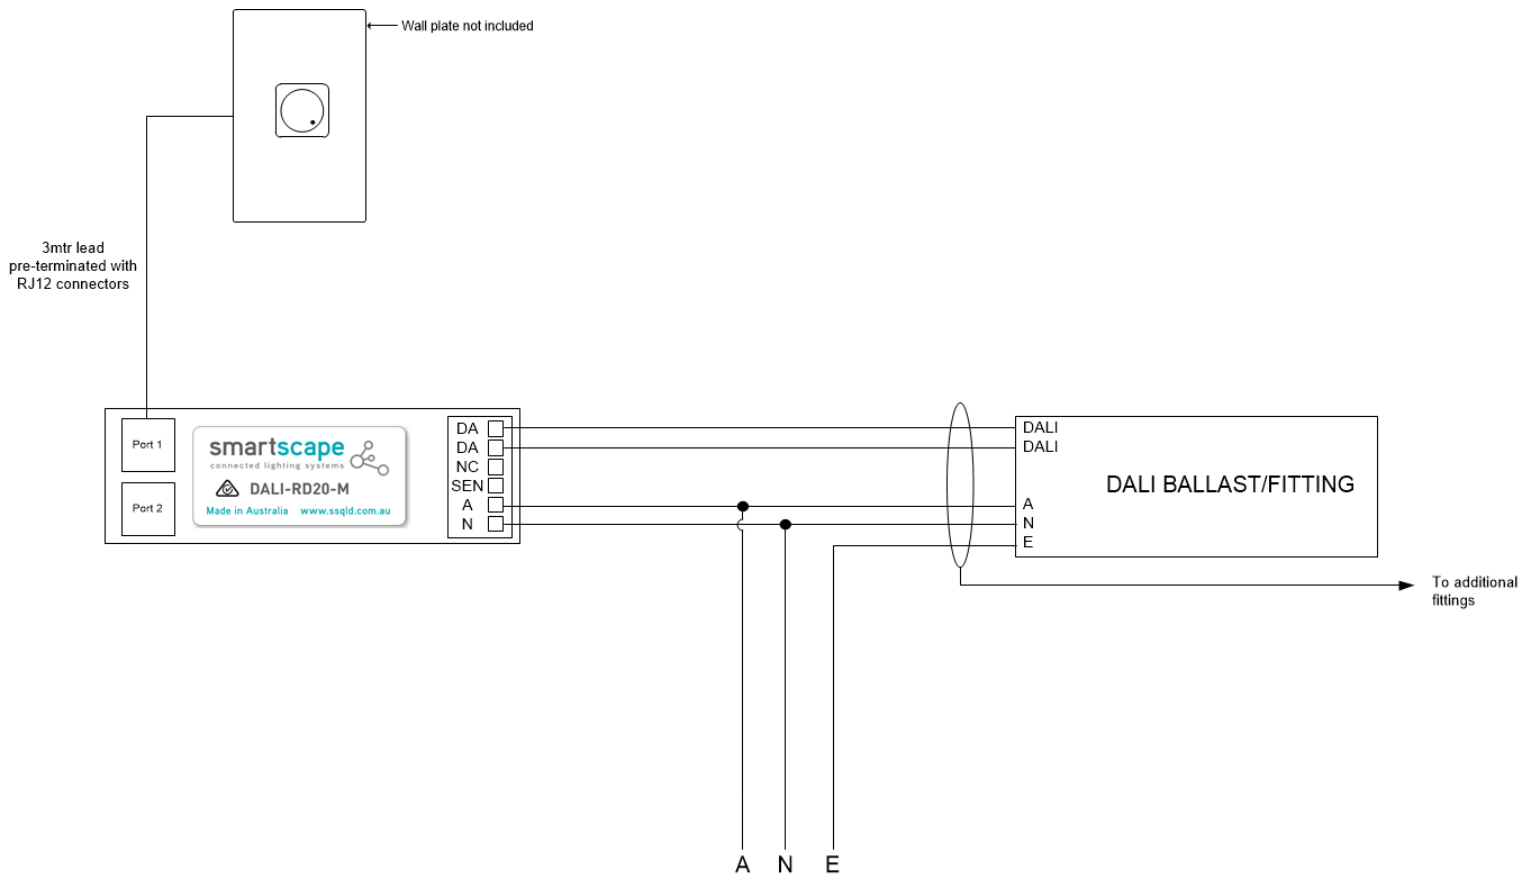 Wall plate not included
3mtr lead
pre-terminated with
RJ12 connectors
Port 1
Port 2
smartscape
connected lighting systems
DALI-RD20-M
Made in Australia www.ssqld.com.au
DA
DA
NC
SEN
A
N
DALI
DALI
A
N
E
DALI BALLAST/FITTING
To additional
fittings
A N E